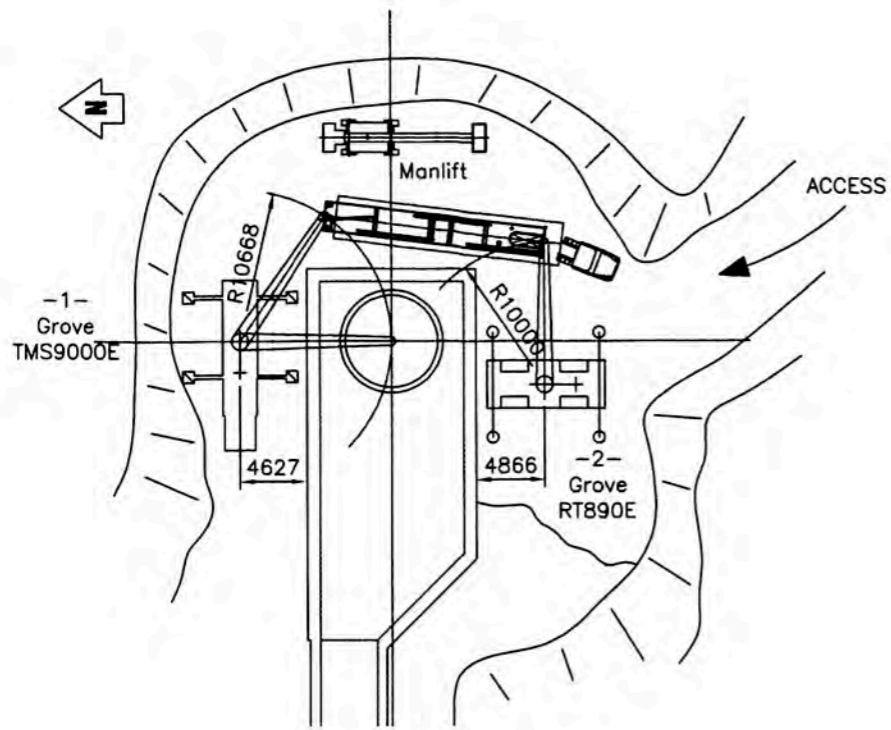 N
Manlift
ACCESS
R10668
-1-
Grove
TMS9000E
R10000
4627
4866
-2-
Grove
RT890E